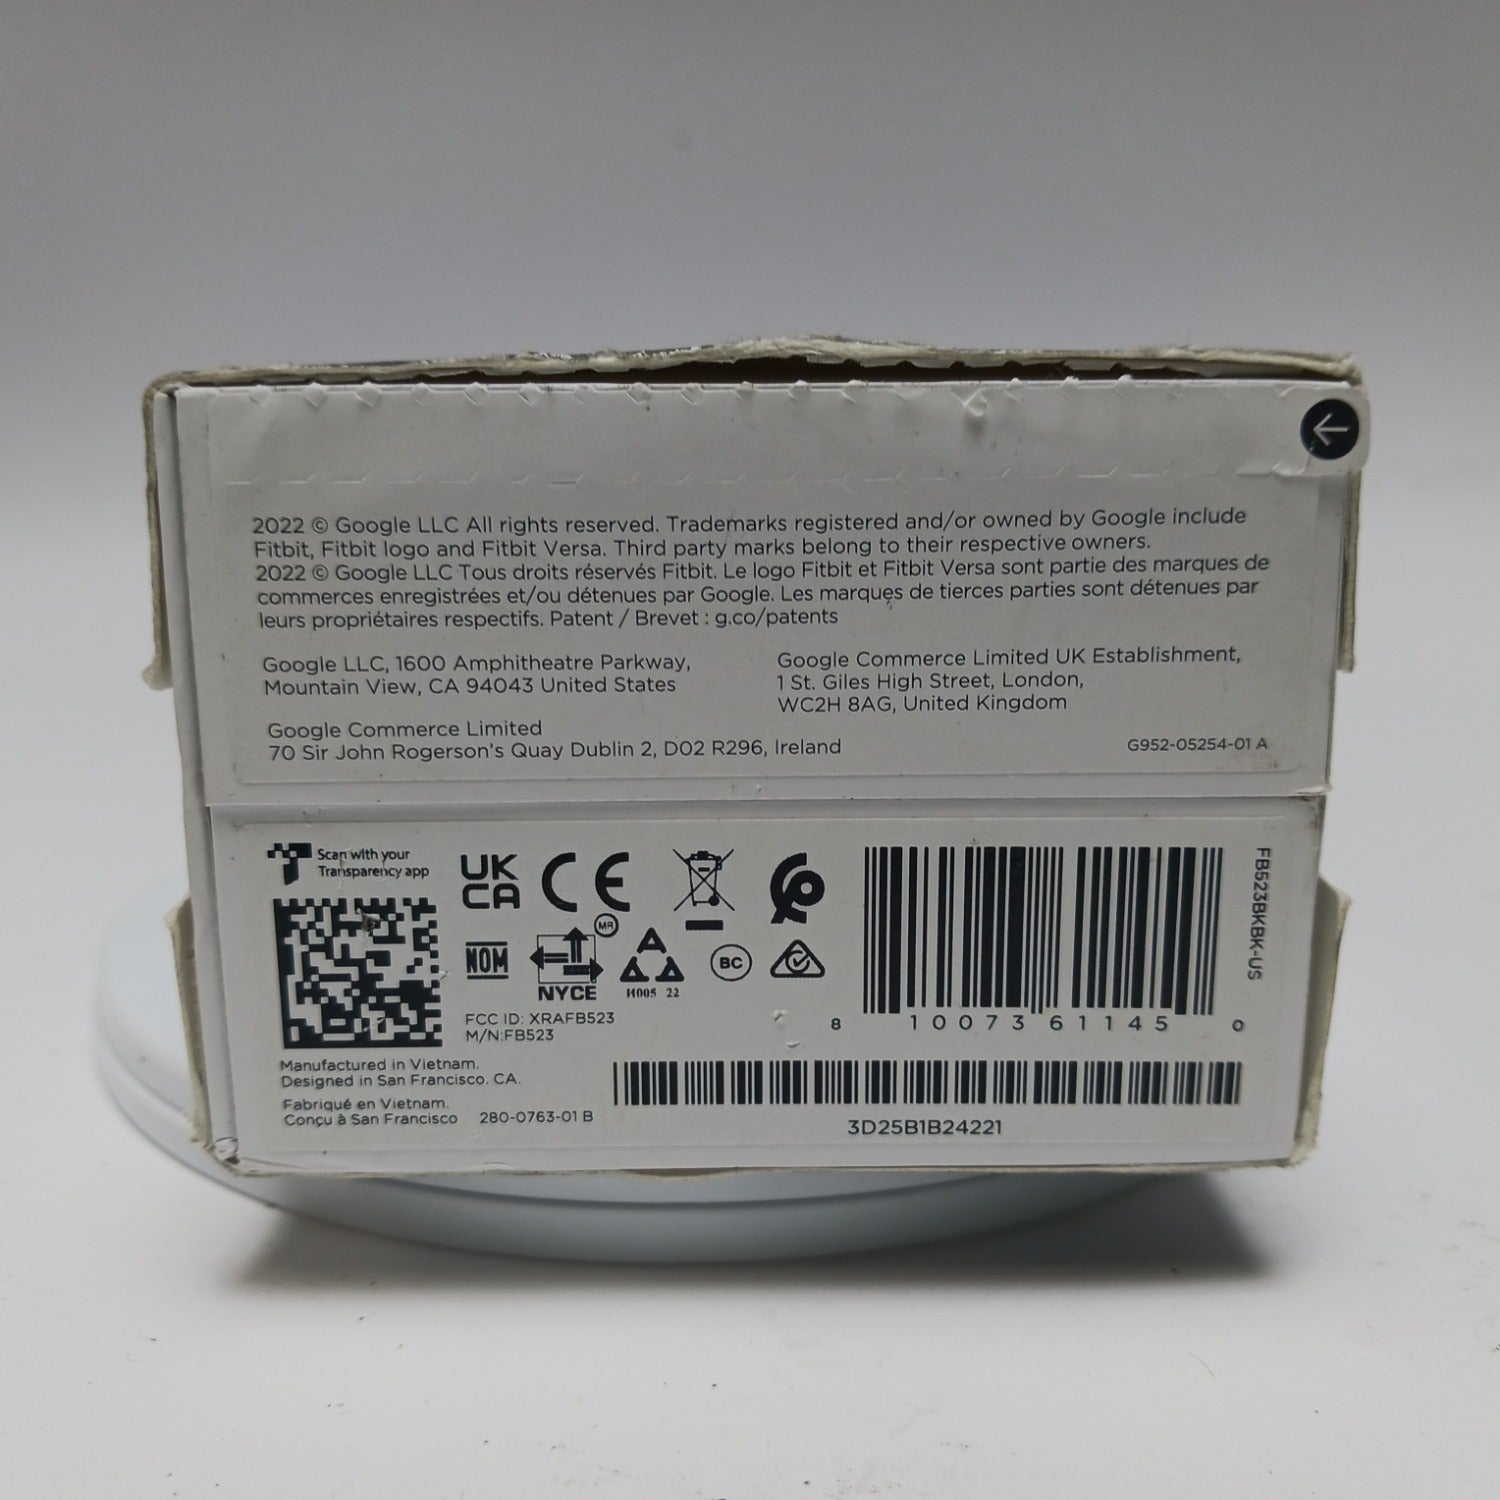 2022 © Google LLC All rights reserved. Trademarks registered and/or owned by Google include
Fitbit, Fitbit logo and Fitbit Versa. Third party marks belong to their respective owners.
2022 © Google LLC Tous droits réservés Fitbit. Le logo Fitbit et Fitbit Versa sont partie des marques de
commerces enregistrées et/ou détenues par Google. Les marques de tierces parties sont détenues par
leurs propriétaires respectifs. Patent / Brevet : g.co/patents
Google LLC, 1600 Amphitheatre Parkway,
Mountain View, CA 94043 United States
Google Commerce Limited UK Establishment,
1 St. Giles High Street, London,
WC2H 8AG, United Kingdom
Google Commerce Limited
70 Sir John Rogerson's Quay Dublin 2, D02 R296, Ireland
G952-05254-01 A
Scan with your
Transparency app
UK
CA
CE
NOM
MR
NYCE
H005 22
BC
FCC ID: XRAFB523
M/N:FB523
Manufactured in Vietnam.
Designed in San Francisco. CA.
Fabriqué en Vietnam.
Conçu à San Francisco
280-0763-01 B
8 10073 61145 0
FB523BKBK-US
3D25B1B24221